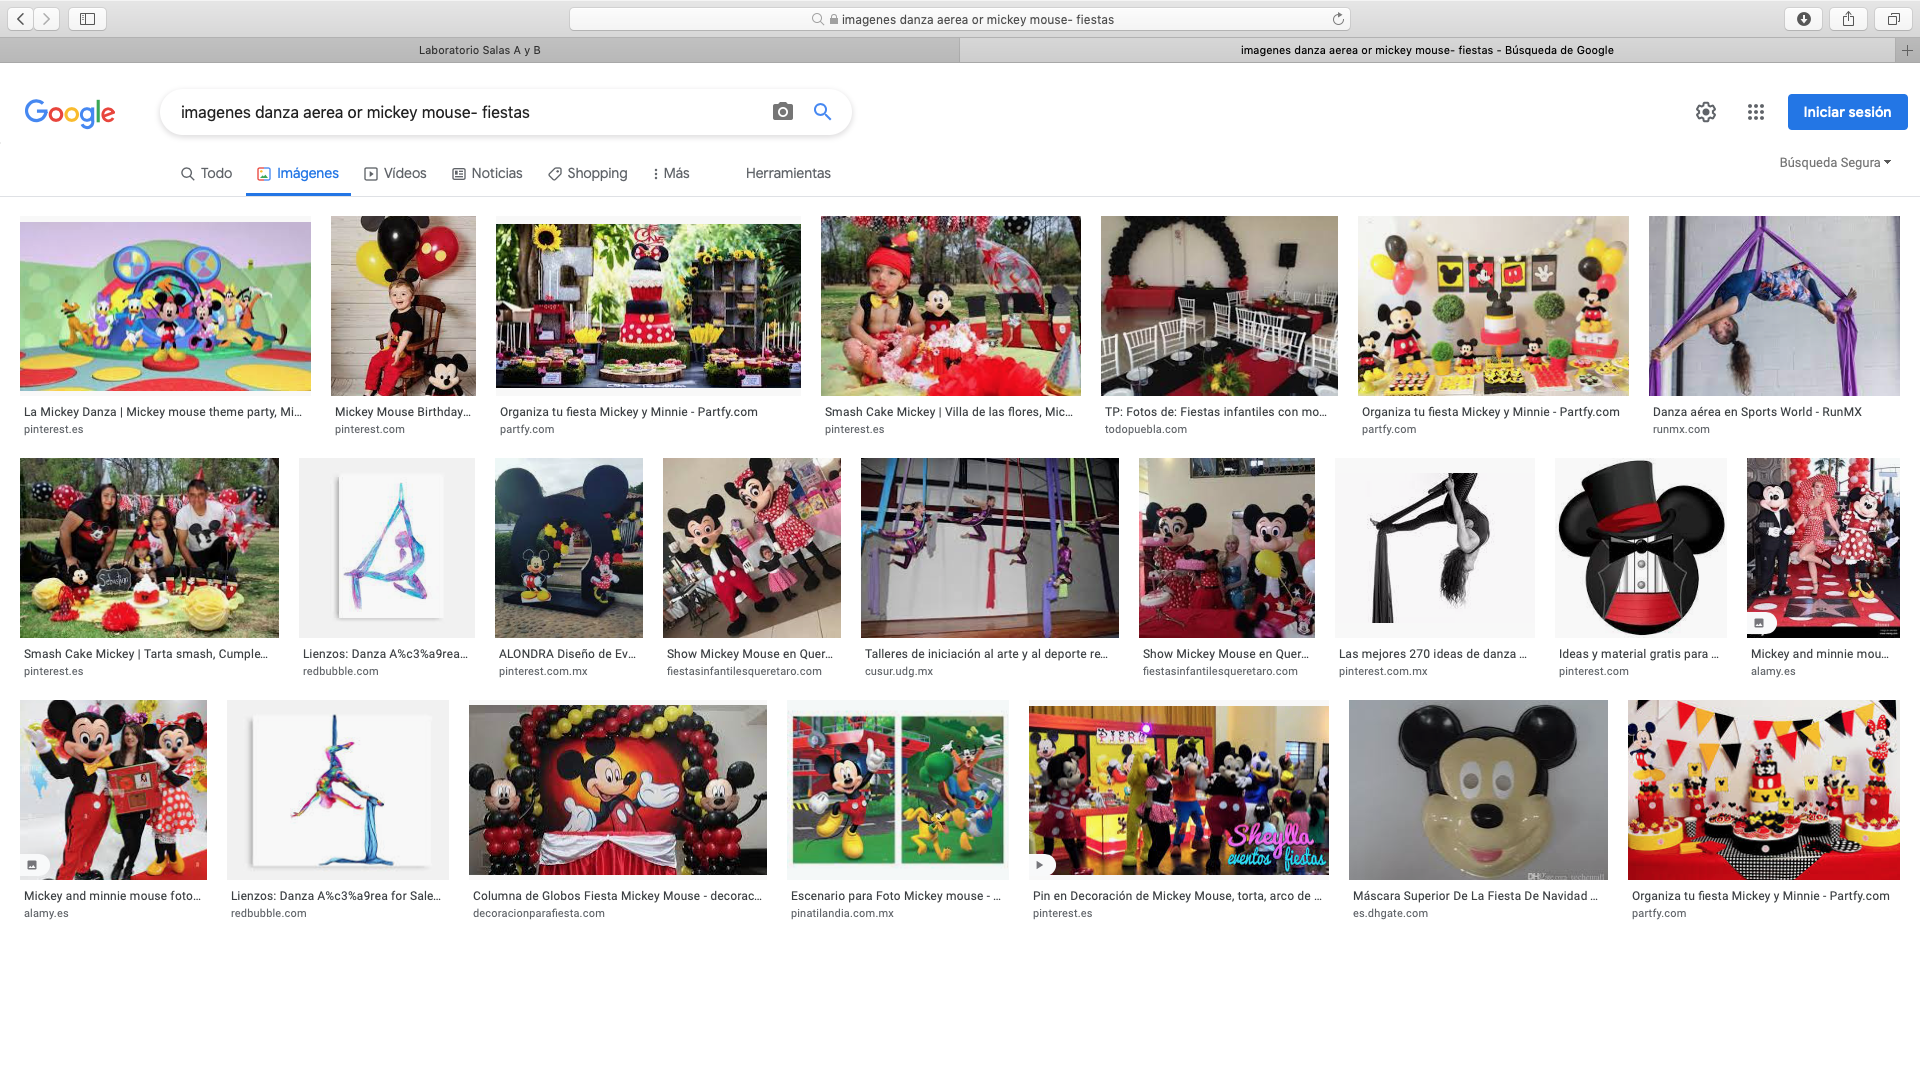 imagenes danza aerea or mickey mouse- fiestas
Laboratorio Salas A y B
imagenes danza aerea or mickey mouse- fiestas - Búsqueda de Google
Google
imagenes danza aerea or mickey mouse- fiestas
Iniciar sesión
Todo
Imágenes
Vídeos
Noticias
Shopping
Más
Herramientas
Búsqueda Segura
La Mickey Danza | Mickey mouse theme party, Mi...
pinterest.es
Mickey Mouse Birthday...
pinterest.com
Organiza tu fiesta Mickey y Minnie - Partfy.com
partfy.com
Smash Cake Mickey | Villa de las flores, Mic...
pinterest.es
TP: Fotos de: Fiestas infantiles con mo...
todopuebla.com
Organiza tu fiesta Mickey y Minnie - Partfy.com
partfy.com
Danza aérea en Sports World - RunMX
runmx.com
Sebastian
Smash Cake Mickey | Tarta smash, Cumple...
pinterest.es
Lienzos: Danza A%c3%a9rea...
redbubble.com
ALONDRA Diseño de Ev...
pinterest.com.mx
Show Mickey Mouse en Quer...
fiestasinfantilesqueretaro.com
Talleres de iniciación al arte y al deporte re...
cusur.udg.mx
Show Mickey Mouse en Quer...
fiestasinfantilesqueretaro.com
Las mejores 270 ideas de danza ...
pinterest.com.mx
Ideas y material gratis para ...
pinterest.com
Mickey and minnie mou...
alamy.es
Mickey and minnie mouse foto...
alamy.es
Lienzos: Danza A%c3%a9rea for Sale...
redbubble.com
Columna de Globos Fiesta Mickey Mouse - decorac...
decoracionparafiesta.com
Escenario para Foto Mickey mouse - ...
pinatilandia.com.mx
PIERO
Sheylla
eventos fiestas
Pin en Decoración de Mickey Mouse, torta, arco de ...
pinterest.es
Máscara Superior De La Fiesta De Navidad ...
es.dhgate.com
Organiza tu fiesta Mickey y Minnie - Partfy.com
partfy.com